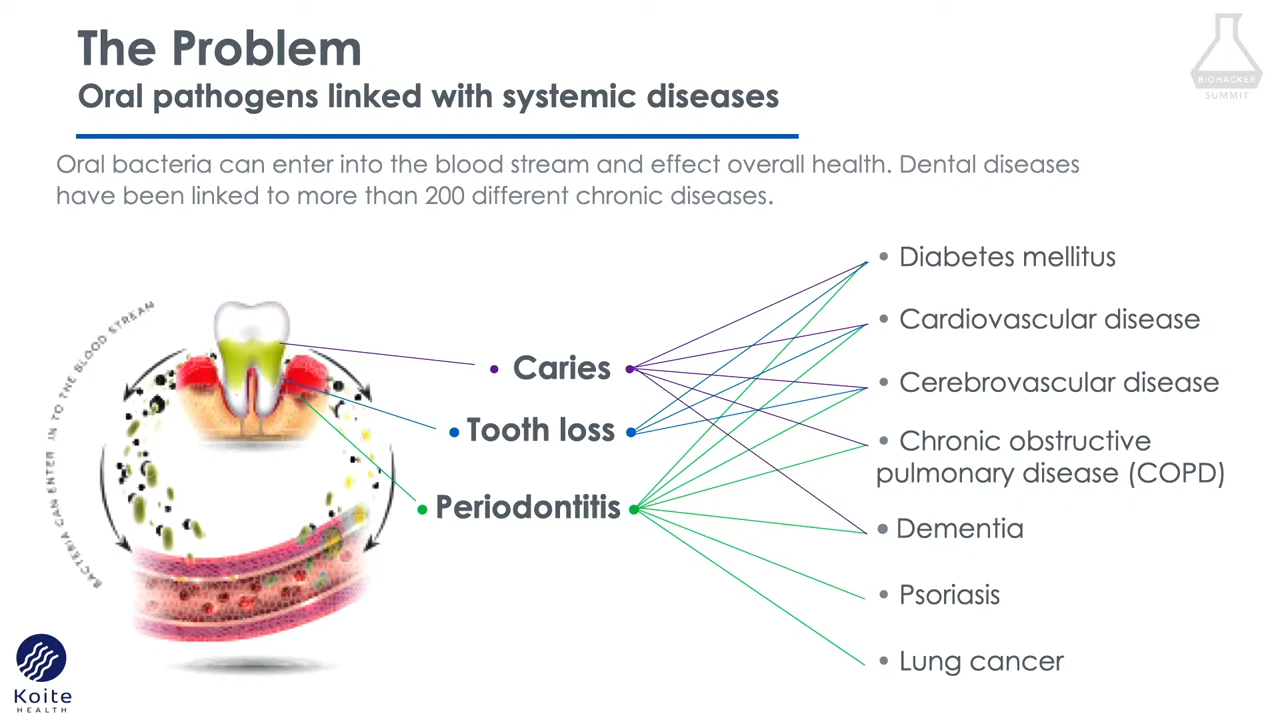 The Problem
BIOHACKER
SUMMIT
Oral pathogens linked with systemic diseases
Oral bacteria can enter into the blood stream and effect overall health. Dental diseases
have been linked to more than 200 different chronic diseases.
BACTERIA CAN ENTER IN TO THE BLOOD STREAM
• Caries
• Tooth loss
• Periodontitis
• Diabetes mellitus
• Cardiovascular disease
• Cerebrovascular disease
• Chronic obstructive
pulmonary disease (COPD)
• Dementia
• Psoriasis
• Lung cancer
Koite
HEALTH